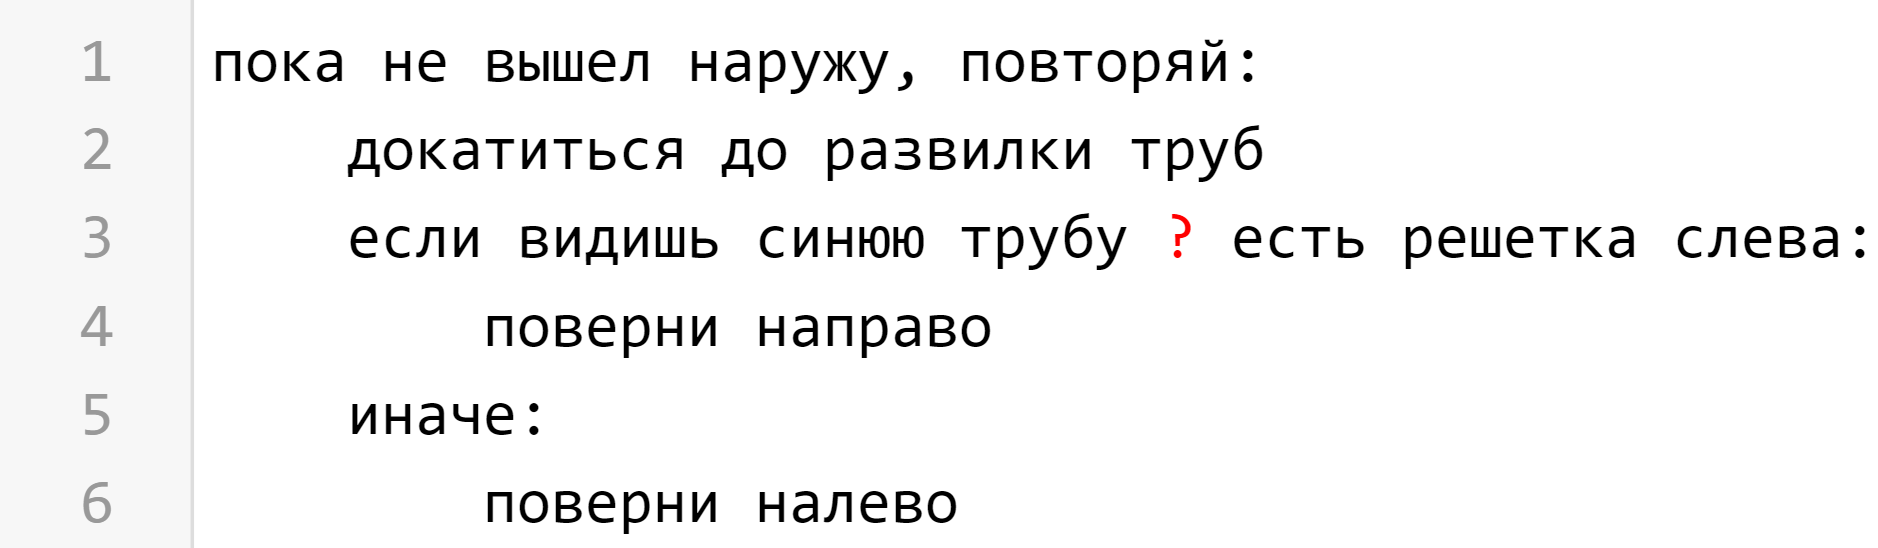 1 пока не вышел наружу, повторяй:
2 докатиться до развилки труб
3 если видишь синюю трубу ? есть решетка слева:
4 поверни направо
5 иначе:
6 поверни налево